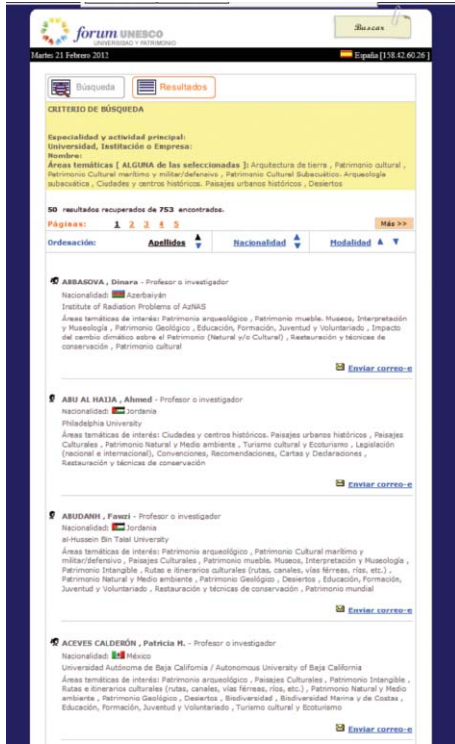 forum UNESCO
UNIVERSIDAD Y PATRIMONIO
Buscar
Martes 21 Febrero 2012
España [158.42.60.26 ]
Búsqueda
Resultados
CRITERIO DE BÚSQUEDA
Especialidad y actividad principal:
Universidad, Institución o Empresa:
Nombre:
Áreas temáticas [ ALGUNA de las seleccionadas ]: Arquitectura de tierra , Patrimonio cultural ,
Patrimonio Cultural marítimo y militar/defensivo , Patrimonio Cultural Subacuático. Arqueología
subacuática , Ciudades y centros históricos. Paisajes urbanos históricos , Desiertos
50 resultados recuperados de 753 encontrados.
Páginas: 1 2 3 4 5
Más >>
Ordenación: Apellidos Nacionalidad Modalidad
ABBASOVA , Dinara - Profesor o investigador
Nacionalidad: Azerbaiyán
Institute of Radiation Problems of AzNAS
Áreas temáticas de interés: Patrimonio arqueológico , Patrimonio mueble. Museos, Interpretación
y Museología , Patrimonio Geológico , Educación, Formación, Juventud y Voluntariado , Impacto
del cambio climático sobre el Patrimonio (Natural y/o Cultural) , Restauración y técnicas de
conservación , Patrimonio cultural
Enviar correo-e
ABU AL HAIJA , Ahmed - Profesor o investigador
Nacionalidad: Jordania
Philadelphia University
Áreas temáticas de interés: Ciudades y centros históricos. Paisajes urbanos históricos , Paisajes
Culturales , Patrimonio Natural y Medio ambiente , Turismo cultural y Ecoturismo , Legislación
(nacional e internacional), Convenciones, Recomendaciones, Cartas y Declaraciones ,
Restauración y técnicas de conservación
Enviar correo-e
ABUDANH , Fawzi - Profesor o investigador
Nacionalidad: Jordania
al-Hussein Bin Talal University
Áreas temáticas de interés: Patrimonio arqueológico , Patrimonio Cultural marítimo y
militar/defensivo , Paisajes Culturales , Patrimonio mueble. Museos, Interpretación y Museología ,
Patrimonio Intangible , Rutas e itinerarios culturales (rutas, canales, vías férreas, ríos, etc.) ,
Patrimonio Natural y Medio ambiente , Patrimonio Geológico , Desiertos , Educación, Formación,
Juventud y Voluntariado , Restauración y técnicas de conservación , Patrimonio mundial
Enviar correo-e
ACEVES CALDERÓN , Patricia M. - Profesor o investigador
Nacionalidad: México
Universidad Autónoma de Baja California / Autonomous University of Baja California
Áreas temáticas de interés: Patrimonio arqueológico , Paisajes Culturales , Patrimonio Intangible ,
Rutas e itinerarios culturales (rutas, canales, vías férreas, ríos, etc.) , Patrimonio Natural y Medio
ambiente , Patrimonio Geológico , Desiertos , Biodiversidad , Biodiversidad Marina y de Costas ,
Educación, Formación, Juventud y Voluntariado , Turismo cultural y Ecoturismo
Enviar correo-e